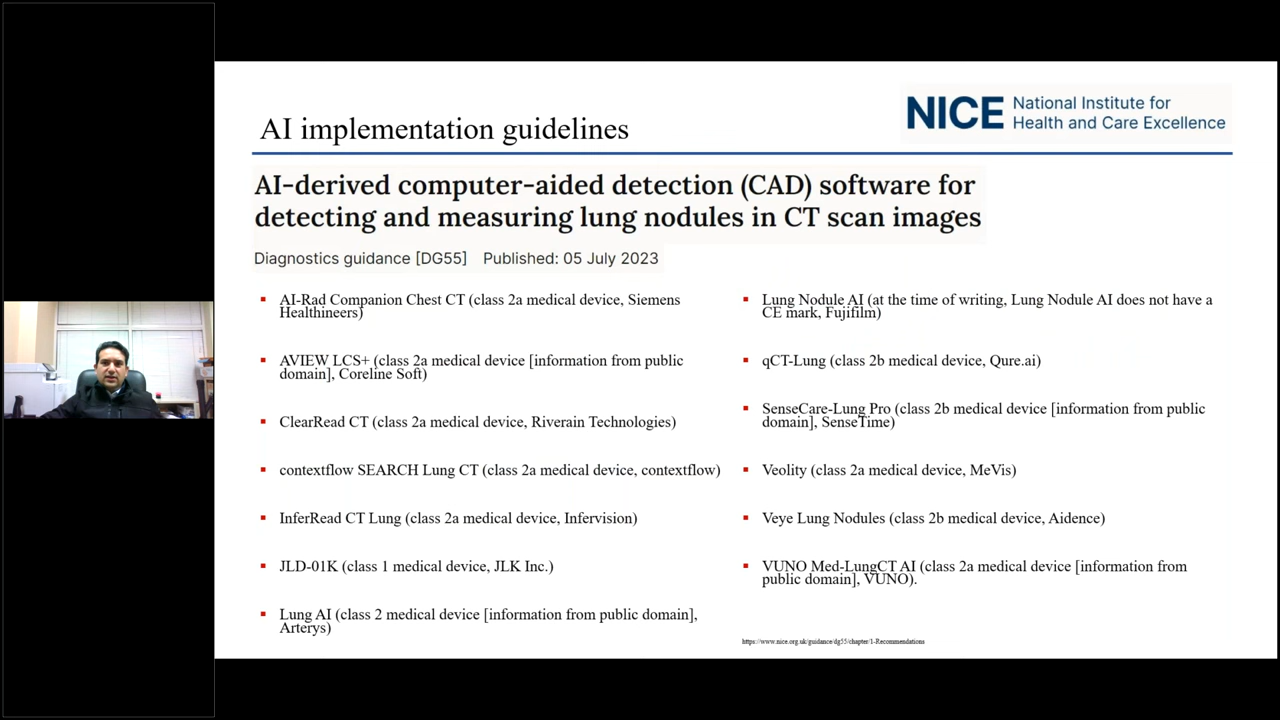 AI implementation guidelines
NICE National Institute for
Health and Care Excellence
AI-derived computer-aided detection (CAD) software for
detecting and measuring lung nodules in CT scan images
Diagnostics guidance [DG55] Published: 05 July 2023
AI-Rad Companion Chest CT (class 2a medical device, Siemens
Healthineers)
AVIEW LCS+ (class 2a medical device [information from public
domain], Coreline Soft)
ClearRead CT (class 2a medical device, Riverain Technologies)
contextflow SEARCH Lung CT (class 2a medical device, contextflow)
InferRead CT Lung (class 2a medical device, Infervision)
JLD-01K (class 1 medical device, JLK Inc.)
Lung AI (class 2 medical device [information from public domain],
Arterys)
Lung Nodule AI (at the time of writing, Lung Nodule AI does not have a
CE mark, Fujifilm)
qCT-Lung (class 2b medical device, Qure.ai)
SenseCare-Lung Pro (class 2b medical device [information from public
domain], SenseTime)
Veolity (class 2a medical device, MeVis)
Veye Lung Nodules (class 2b medical device, Aidence)
VUNO Med-LungCT AI (class 2a medical device [information from
public domain], VUNO).
https://www.nice.org.uk/guidance/dg55/chapter/1-Recommendations